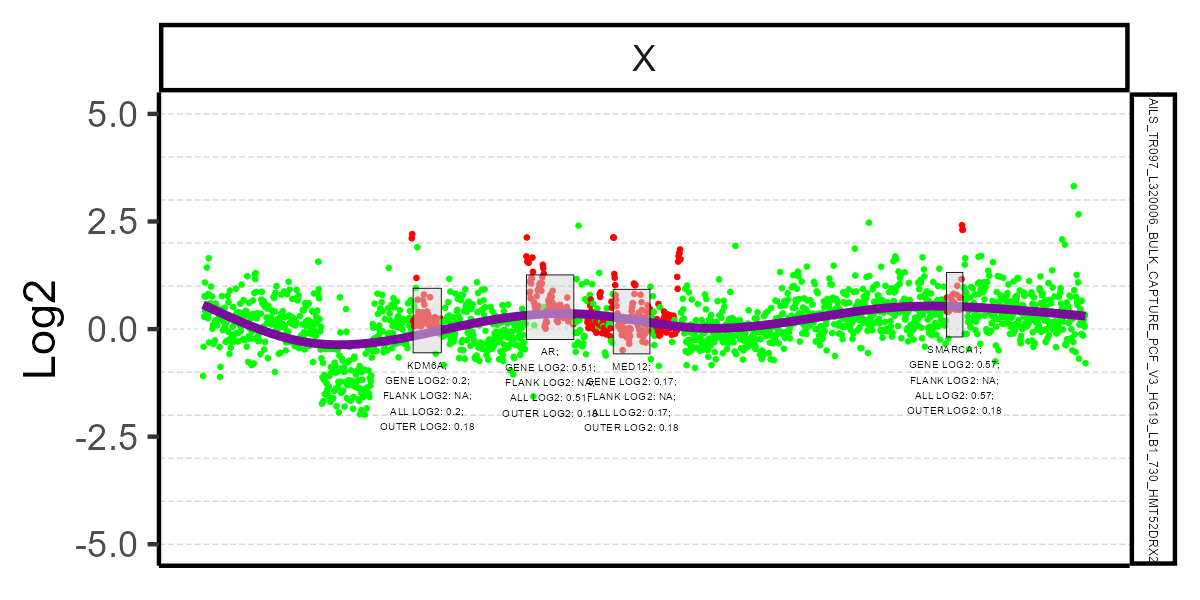 X
Log2
5.0
2.5
0.0
-2.5
-5.0
KDM6A;
GENE LOG2: 0.2;
FLANK LOG2: NA;
ALL LOG2: 0.2;
OUTER LOG2: 0.18
AR;
GENE LOG2: 0.51;
FLANK LOG2: NA;
ALL LOG2: 0.51;
OUTER LOG2: 0.18
MED12;
GENE LOG2: 0.17;
FLANK LOG2: NA;
ALL LOG2: 0.17;
OUTER LOG2: 0.18
SMARCA1;
GENE LOG2: 0.57;
FLANK LOG2: NA;
ALL LOG2: 0.57;
OUTER LOG2: 0.18
AILS_TR097_L320006_BULK_CAPTURE_PCF_V3_HG19_LB1_730_HMT52DRX2